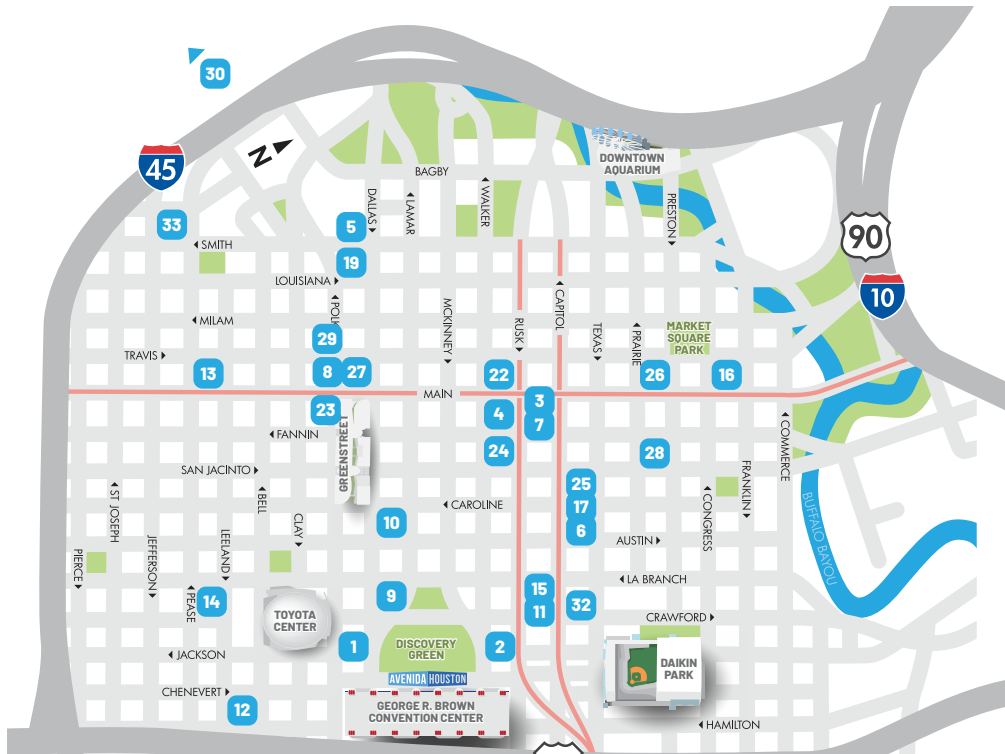 30
N
45
DOWNTOWN
AQUARIUM
BAGBY
DALLAS
LAMAR
WALKER
PRESTON
33
5
90
SMITH
19
LOUISIANA
10
POLK
MCKINNEY
RUSK
CAPITOL
TEXAS
PRAIRIE
MARKET
SQUARE
PARK
MILAM
29
TRAVIS
13
8
27
22
26
16
MAIN
3
23
4
7
COMMERCE
GREENSTREET
FANNIN
24
28
SAN JACINTO
25
ST JOSEPH
BELL
CAROLINE
17
CONGRESS
FRANKLIN
10
6
CLAY
BUFFALO BAYOU
AUSTIN
PIERCE
JEFFERSON
LEELAND
PEASE
LA BRANCH
15
14
9
11
32
TOYOTA
CENTER
CRAWFORD
1
DISCOVERY
GREEN
2
JACKSON
DAIKIN
PARK
AVENIDA HOUSTON
CHENEVERT
12
GEORGE R. BROWN
CONVENTION CENTER
HAMILTON